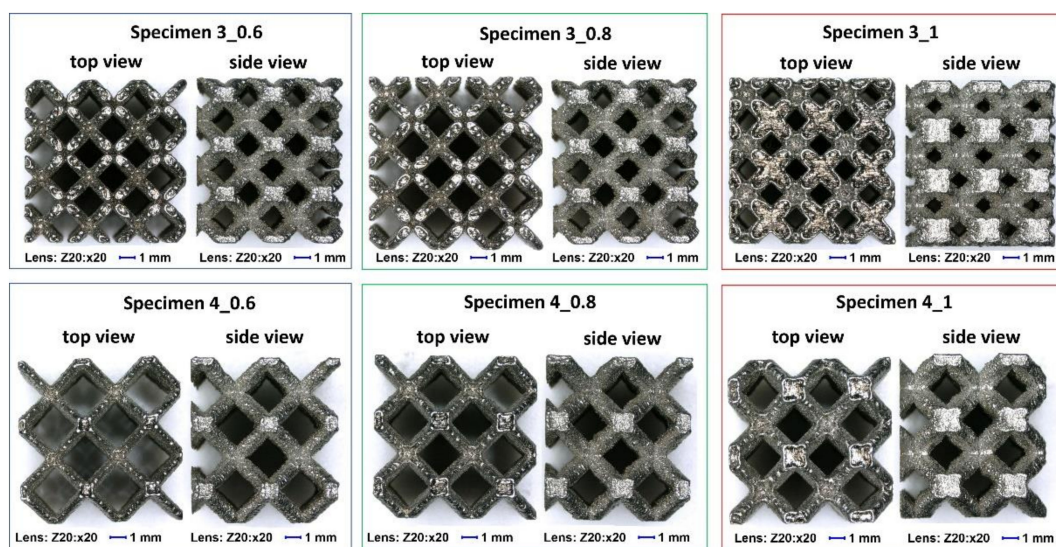 Specimen 3_0.6
top view side view
Lens: Z20:x20 1 mm Lens: Z20:x20 1 mm
Specimen 3_0.8
top view side view
Lens: Z20:x20 1 mm Lens: Z20:x20 1 mm
Specimen 3_1
top view side view
Lens: Z20:x20 1 mm Lens: Z20:x20 1 mm
Specimen 4_0.6
top view side view
Lens: Z20:x20 1 mm Lens: Z20:x20 1 mm
Specimen 4_0.8
top view side view
Lens: Z20:x20 1 mm Lens: Z20:x20 1 mm
Specimen 4_1
top view side view
Lens: Z20:x20 1 mm Lens: Z20:x20 1 mm